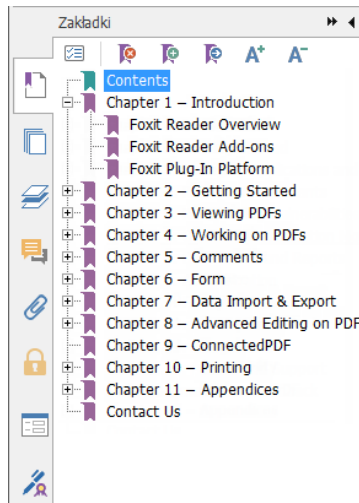 Zakładki
A+ A-
Contents
Chapter 1 – Introduction
Foxit Reader Overview
Foxit Reader Add-ons
Foxit Plug-In Platform
Chapter 2 – Getting Started
Chapter 3 – Viewing PDFs
Chapter 4 – Working on PDFs
Chapter 5 – Comments
Chapter 6 – Form
Chapter 7 – Data Import & Export
Chapter 8 – Advanced Editing on PDF
Chapter 9 – ConnectedPDF
Chapter 10 – Printing
Chapter 11 – Appendices
Contact Us